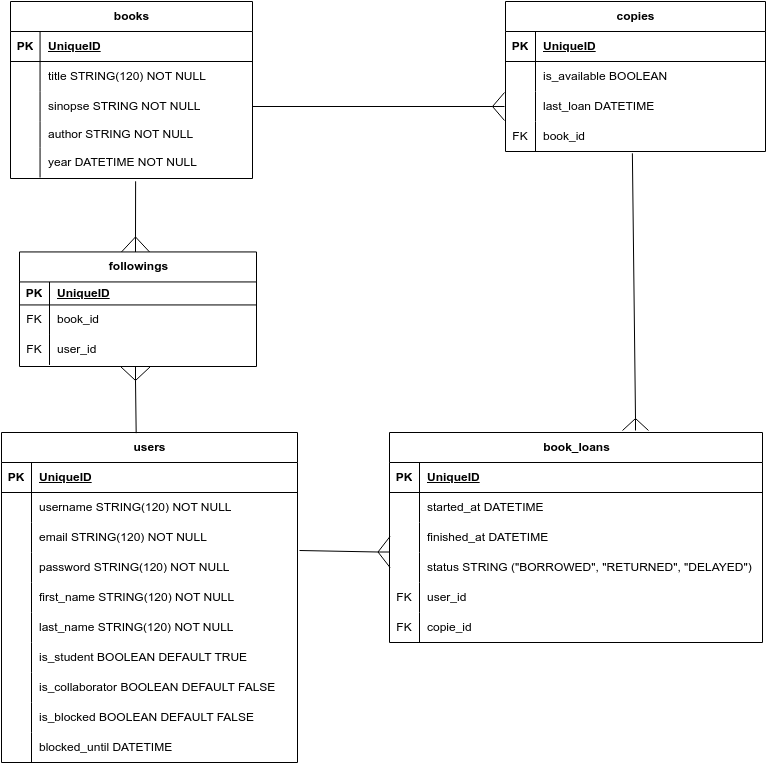 books
PK UniqueID
title STRING(120) NOT NULL
sinopse STRING NOT NULL
author STRING NOT NULL
year DATETIME NOT NULL
copies
PK UniqueID
is_available BOOLEAN
last_loan DATETIME
FK book_id
followings
PK UniqueID
FK book_id
FK user_id
users
PK UniqueID
username STRING(120) NOT NULL
email STRING(120) NOT NULL
password STRING(120) NOT NULL
first_name STRING(120) NOT NULL
last_name STRING(120) NOT NULL
is_student BOOLEAN DEFAULT TRUE
is_collaborator BOOLEAN DEFAULT FALSE
is_blocked BOOLEAN DEFAULT FALSE
blocked_until DATETIME
book_loans
PK UniqueID
started_at DATETIME
finished_at DATETIME
status STRING ("BORROWED", "RETURNED", "DELAYED")
FK user_id
FK copie_id